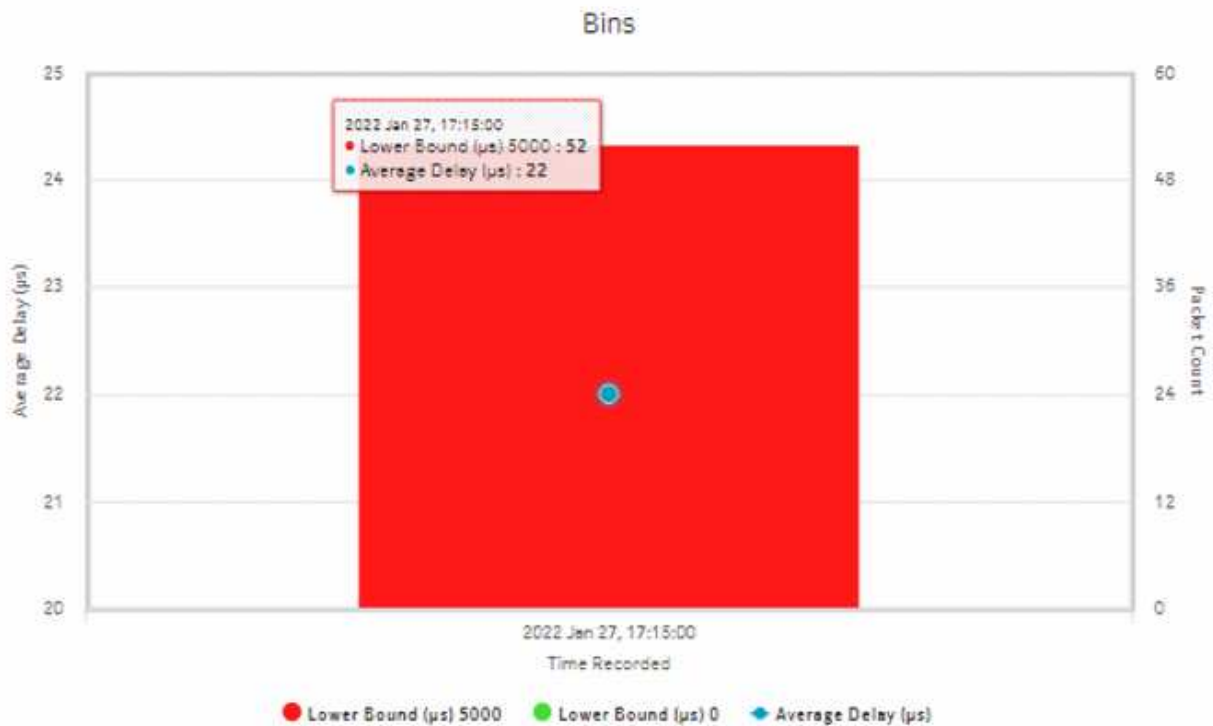 Bins
25
24
23
22
21
20
Average Delay (µs)
2022 Jan 27, 17:15:00
Lower Bound (µs) 5000 : 52
Average Delay (µs) : 22
60
48
36
24
12
0
Packet Count
2022 Jan 27, 17:15:00
Time Recorded
Lower Bound (µs) 5000 Lower Bound (µs) 0 Average Delay (µs)